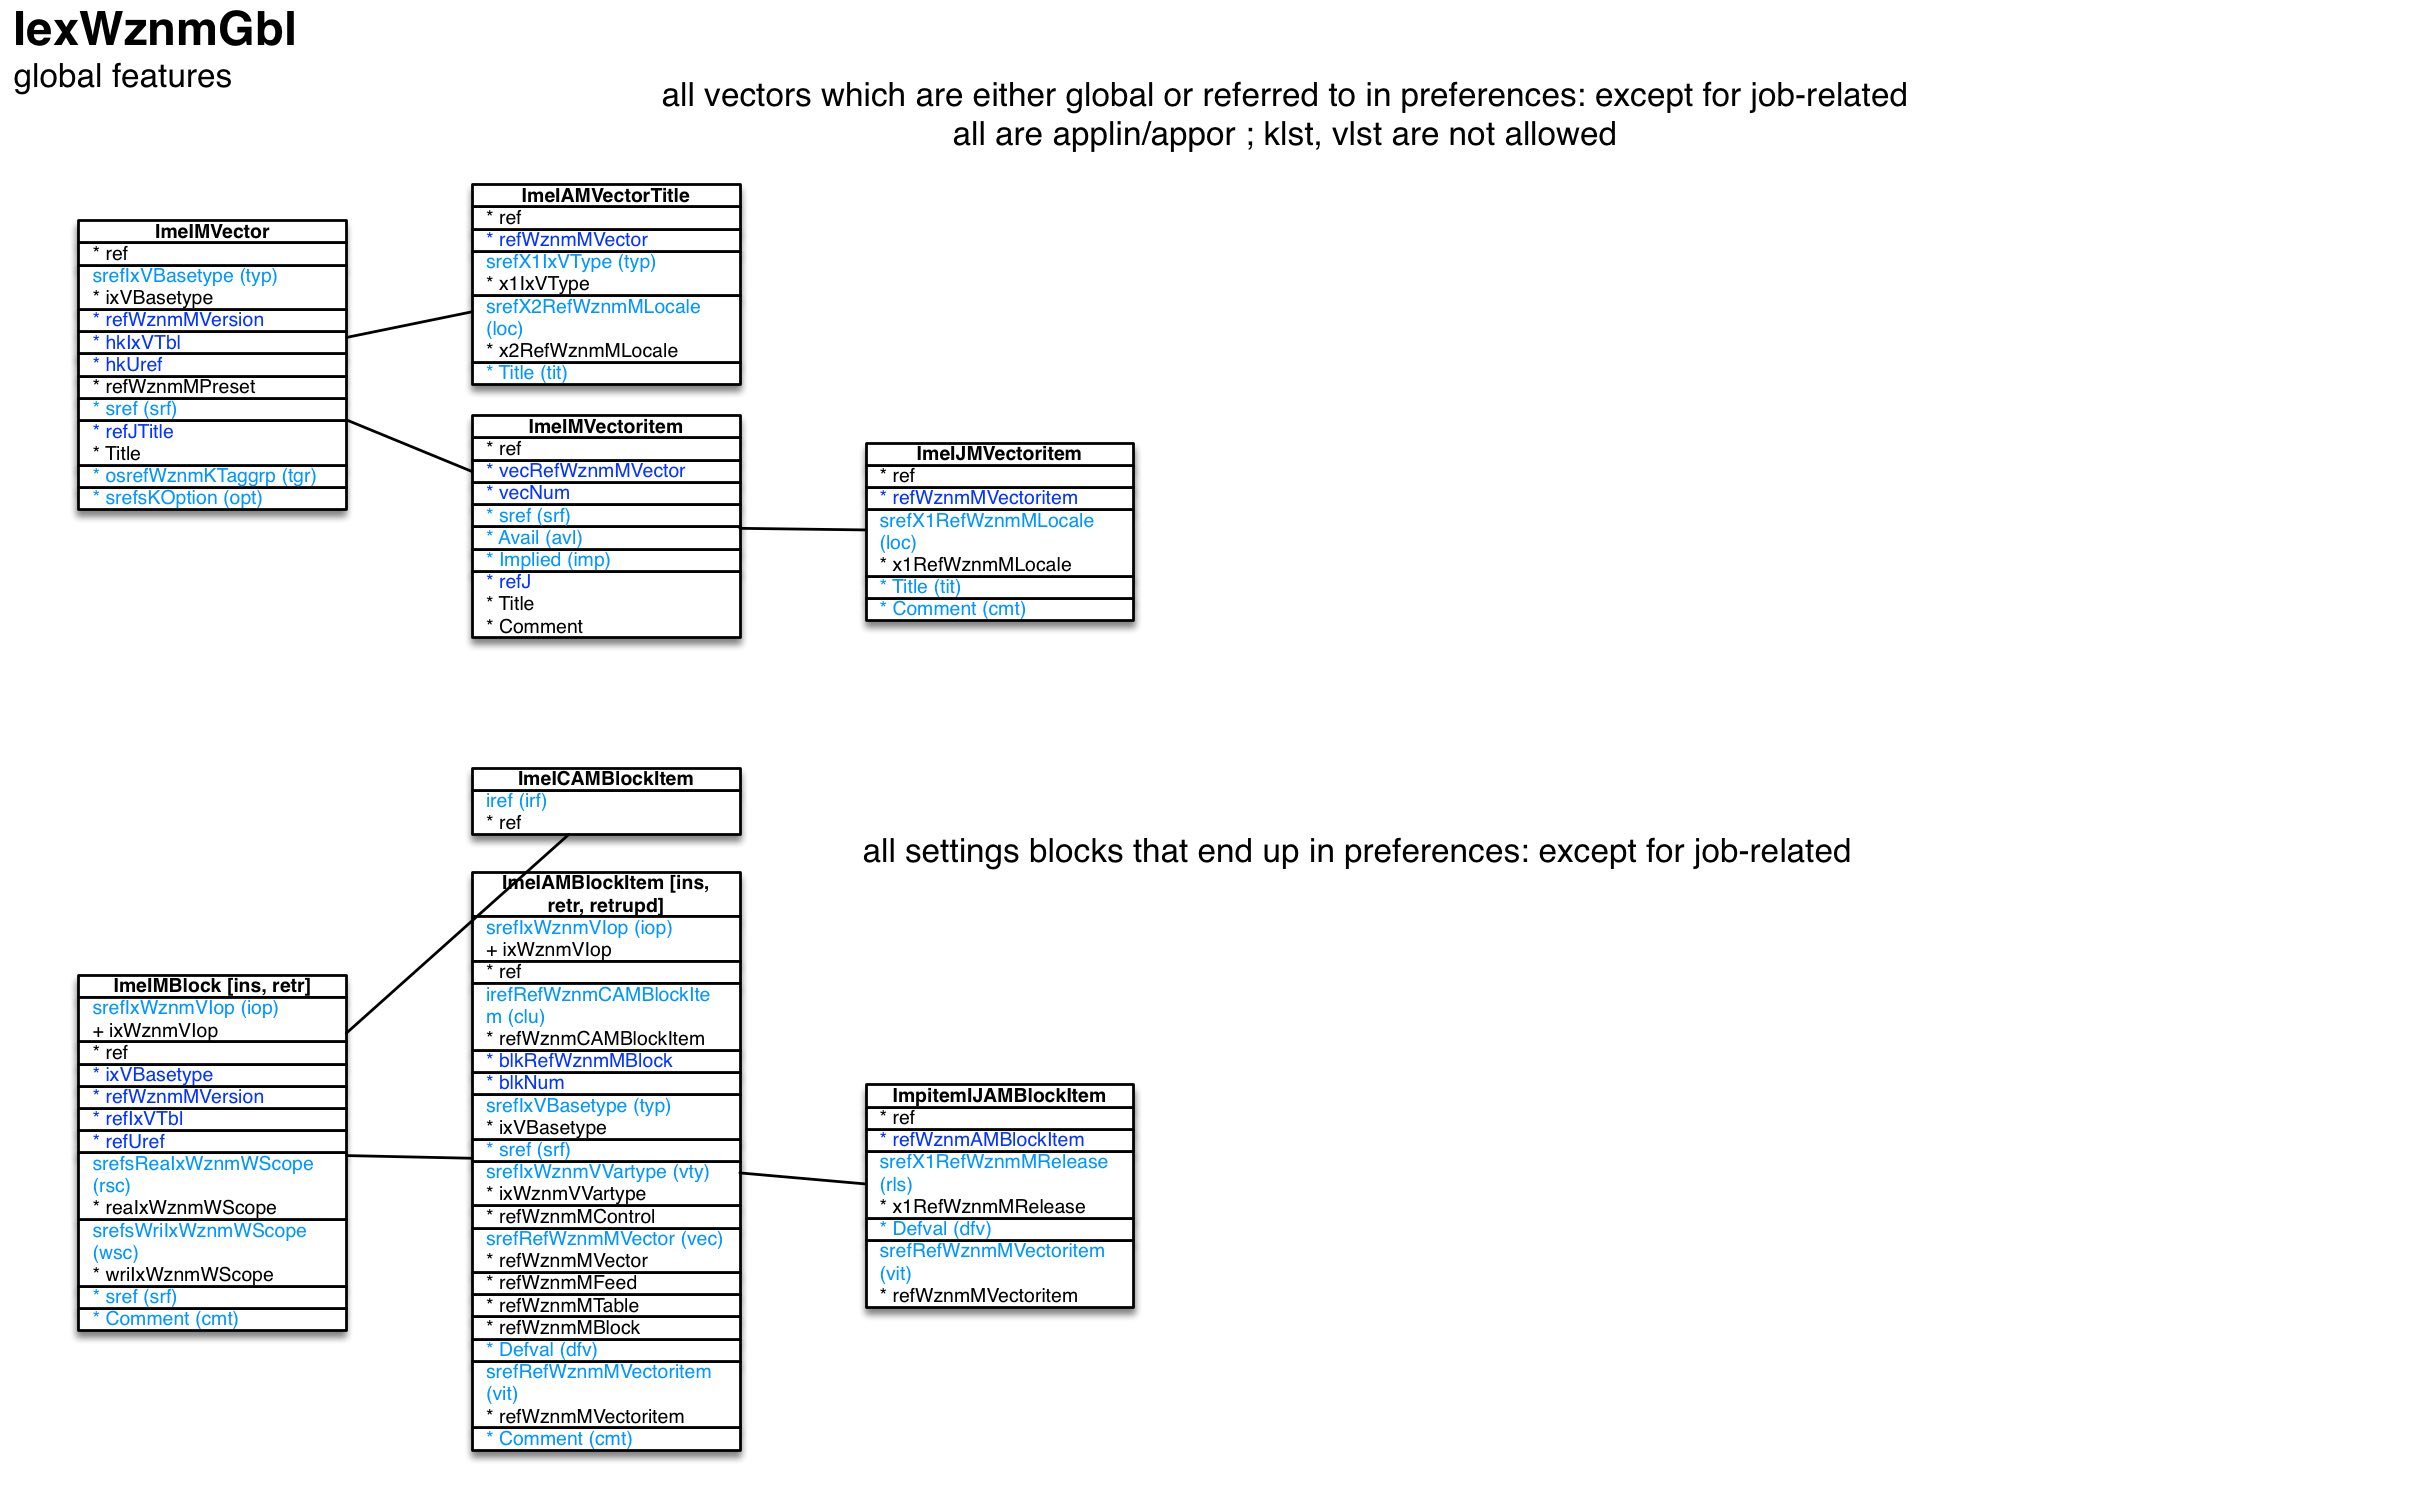 IexWznmGbl
global features
all vectors which are either global or referred to in preferences: except for job-related
all are applin/appor ; klst, vlst are not allowed
ImeIMVector
* ref
srefIxVBasetype (typ)
* ixVBasetype
* refWznmMVersion
* hkIxVTbl
* hkUref
* refWznmMPreset
* sref (srf)
* refJTitle
* Title
* osrefWznmKTaggrp (tgr)
* srefsKOption (opt)
ImeIAMVectorTitle
* ref
* refWznmMVector
srefX1IxVType (typ)
* x1IxVType
srefX2RefWznmMLocale
(loc)
* x2RefWznmMLocale
* Title (tit)
ImeIMVectoritem
* ref
* vecRefWznmMVector
* vecNum
* sref (srf)
* Avail (avl)
* Implied (imp)
* refJ
* Title
* Comment
ImeIJMVectoritem
* ref
* refWznmMVectoritem
srefX1RefWznmMLocale
(loc)
* x1RefWznmMLocale
* Title (tit)
* Comment (cmt)
ImeICAMBlockItem
iref (irf)
* ref
all settings blocks that end up in preferences: except for job-related
ImeIAMBlockItem [ins,
retr, retrupd]
srefIxWznmVIop (iop)
+ ixWznmVIop
* ref
irefRefWznmCAMBlockIte
m (clu)
* refWznmCAMBlockItem
* blkRefWznmMBlock
* blkNum
srefIxVBasetype (typ)
* ixVBasetype
* sref (srf)
srefIxWznmVVartype (vty)
* ixWznmVVartype
* refWznmMControl
srefRefWznmMVector (vec)
* refWznmMVector
* refWznmMFeed
* refWznmMTable
* refWznmMBlock
* Defval (dfv)
srefRefWznmMVectoritem
(vit)
* refWznmMVectoritem
* Comment (cmt)
ImeIMBlock [ins, retr]
srefIxWznmVIop (iop)
+ ixWznmVIop
* ref
* ixVBasetype
* refWznmMVersion
* refIxVTbl
* refUref
srefsReaIxWznmWScope
(rsc)
* reaIxWznmWScope
srefsWriIxWznmWScope
(wsc)
* wriIxWznmWScope
* sref (srf)
* Comment (cmt)
ImpitemIJAMBlockItem
* ref
* refWznmAMBlockItem
srefX1RefWznmMRelease
(rls)
* x1RefWznmMRelease
* Defval (dfv)
srefRefWznmMVectoritem
(vit)
* refWznmMVectoritem